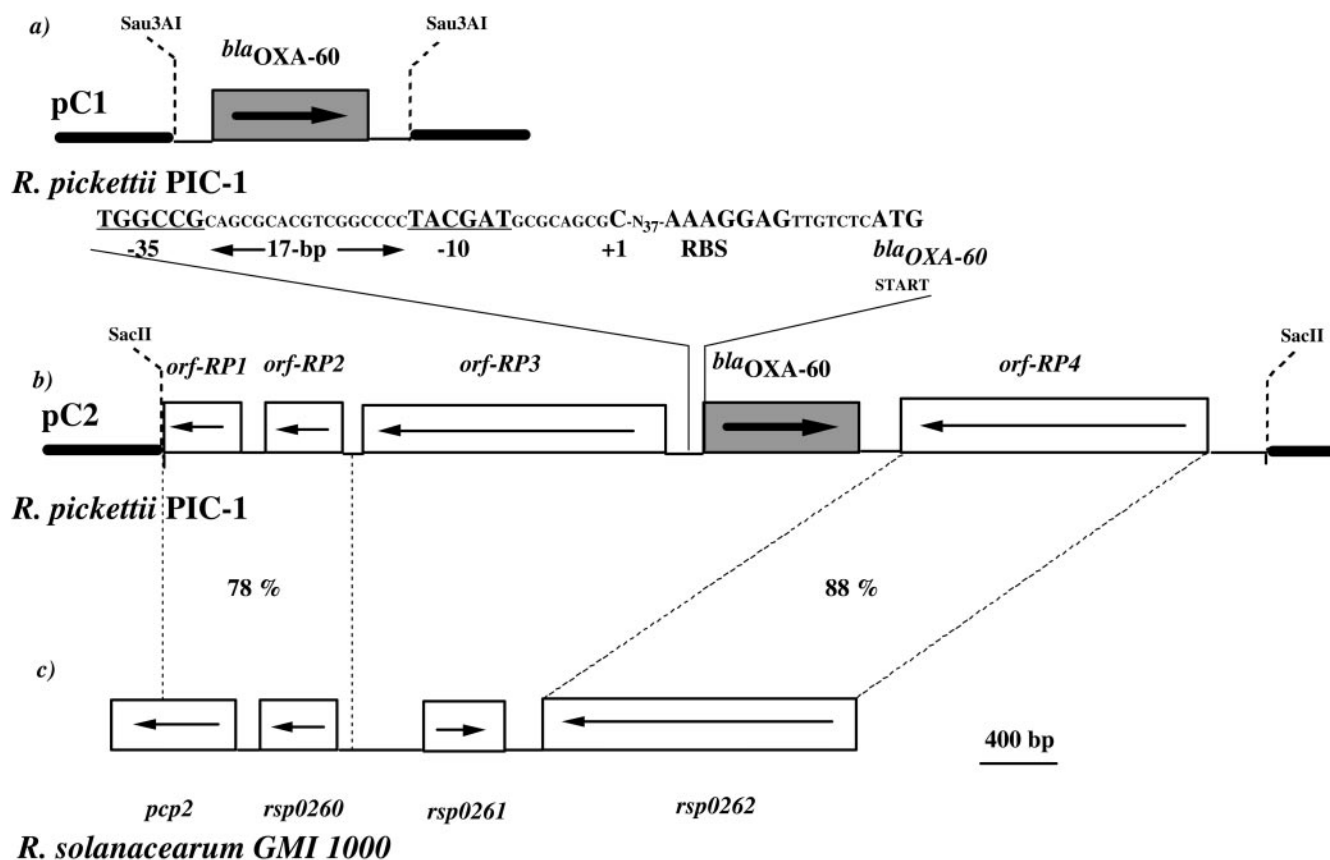 a)
Sau3AI
Sau3AI
blaOXA-60
pC1
R. pickettii PIC-1
TGGCCGCAGCGCACGTCGGCCCCTACGATGCGCAGCGC-N37-AAAGGAGTTGTCTCATG
-35 17-bp -10 +1 RBS blaOXA-60
START
SacII
SacII
orf-RP1 orf-RP2 orf-RP3 blaOXA-60 orf-RP4
b)
pC2
R. pickettii PIC-1
78 % 88 %
c)
400 bp
pcp2 rsp0260 rsp0261 rsp0262
R. solanacearum GMI 1000